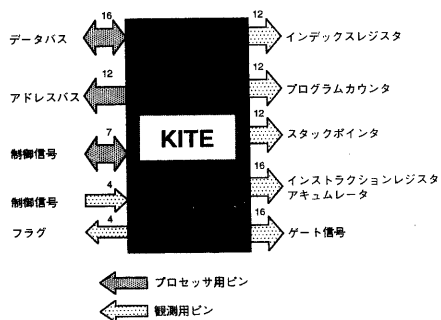 16
データバス
12
アドレスバス
7
制御信号
4
制御信号
4
フラグ
KITE
12
インデックスレジスタ
12
プログラムカウンタ
12
スタックポインタ
16
インストラクションレジスタ
アキュムレータ
16
ゲート信号
プロセッサ用ピン
観測用ピン